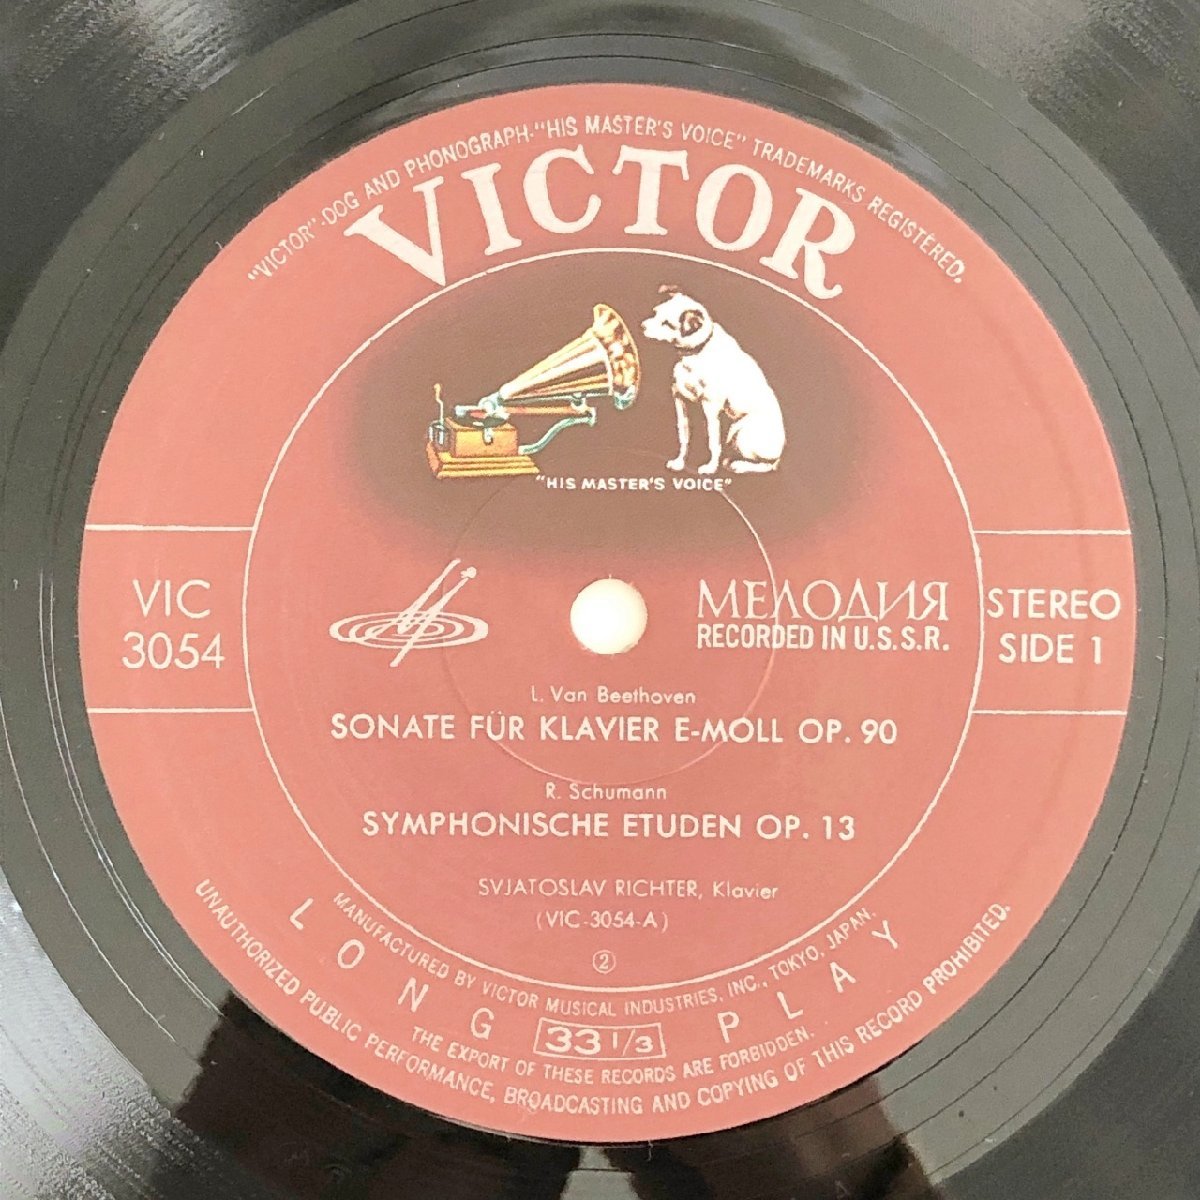 "VICTOR"-DOG AND PHONOGRAPH-"HIS MASTER'S VOICE" TRADEMARKS REGISTERED.
VICTOR
"HIS MASTER'S VOICE"
VIC
3054
МЕЛОДИЯ
RECORDED IN U.S.S.R.
STEREO
SIDE 1
L. Van Beethoven
SONATE FÜR KLAVIER E-MOLL OP. 90
R. Schumann
SYMPHONISCHE ETUDEN OP. 13
SVJATOSLAV RICHTER, Klavier
(VIC-3054-A)
②
MANUFACTURED BY VICTOR MUSICAL INDUSTRIES, INC., TOKYO, JAPAN.
LONG 33 1/3 PLAY
THE EXPORT OF THESE RECORDS ARE FORBIDDEN.
UNAUTHORIZED PUBLIC PERFORMANCE, BROADCASTING AND COPYING OF THIS RECORD PROHIBITED.